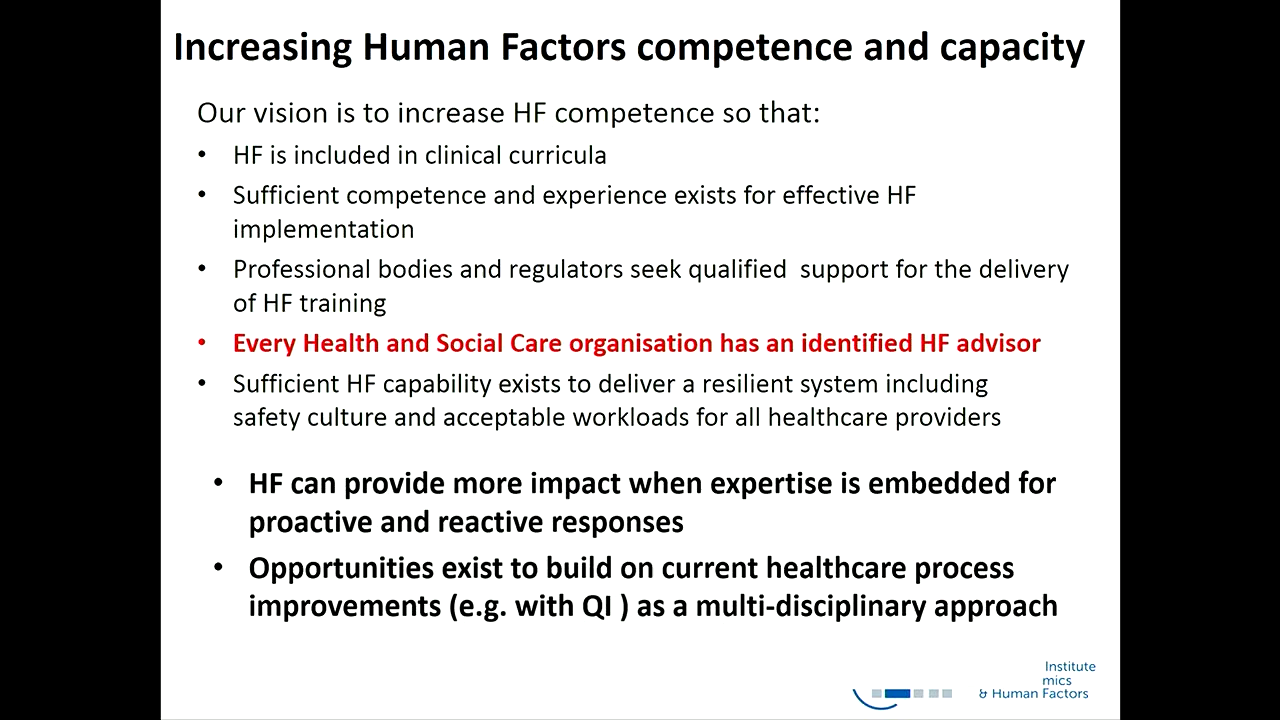 Increasing Human Factors competence and capacity
Our vision is to increase HF competence so that:
• HF is included in clinical curricula
• Sufficient competence and experience exists for effective HF
implementation
• Professional bodies and regulators seek qualified  support for the delivery
of HF training
• Every Health and Social Care organisation has an identified HF advisor
• Sufficient HF capability exists to deliver a resilient system including
safety culture and acceptable workloads for all healthcare providers
• HF can provide more impact when expertise is embedded for
proactive and reactive responses
• Opportunities exist to build on current healthcare process
improvements (e.g. with QI ) as a multi-disciplinary approach
Institute
mics
& Human Factors